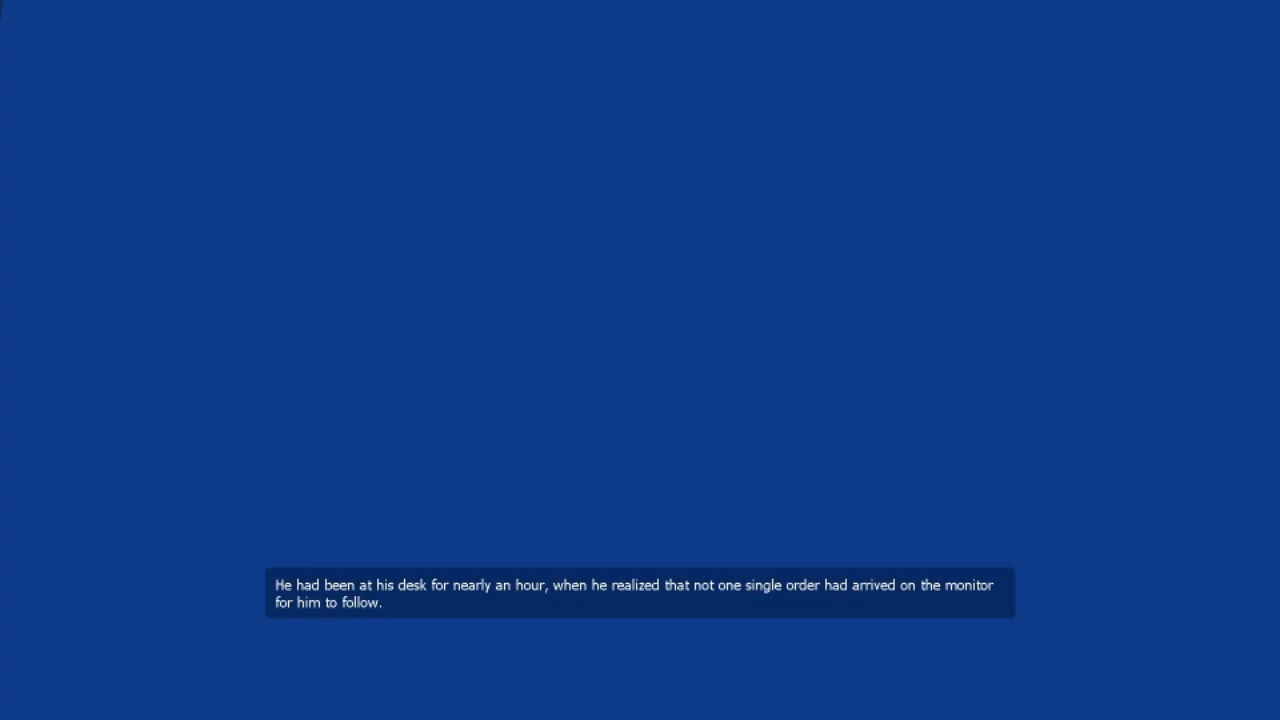 He had been at his desk for nearly an hour, when he realized that not one single order had arrived on the monitor
for him to follow.